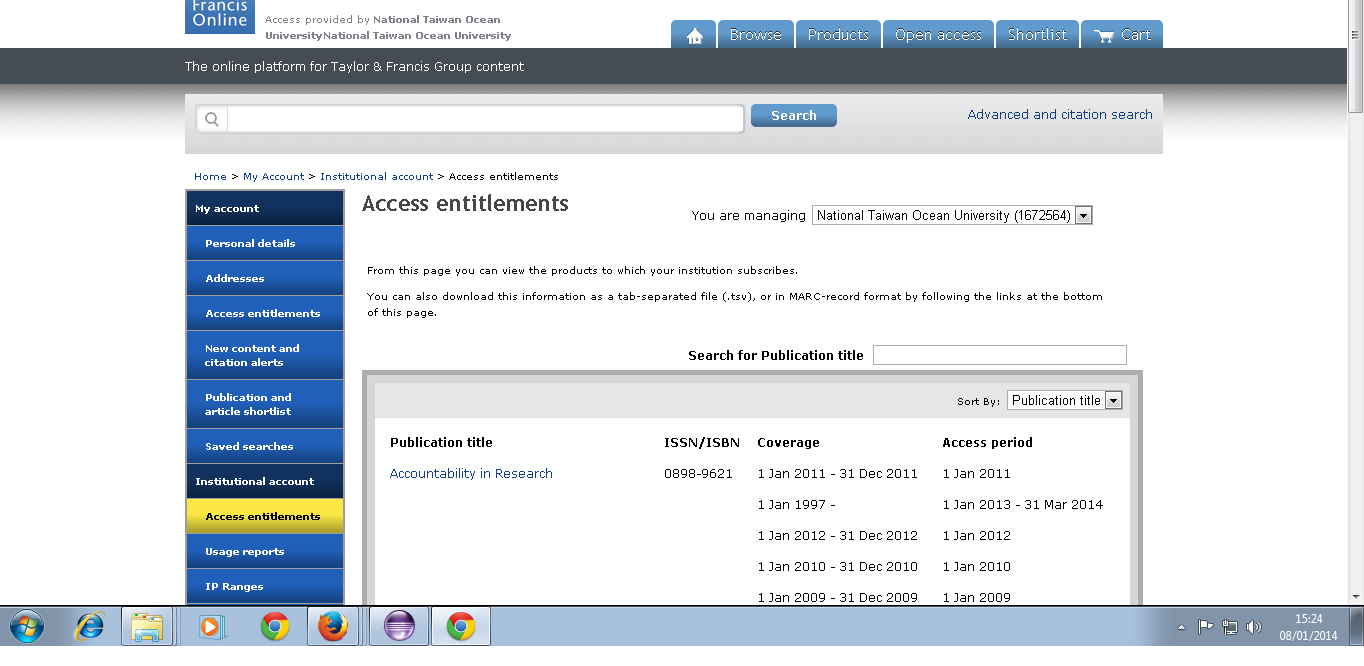 Francis
Online
Access provided by National Taiwan Ocean
UniversityNational Taiwan Ocean University
Browse
Products
Open access
Shortlist
Cart
The online platform for Taylor & Francis Group content
Search
Advanced and citation search
Home > My Account > Institutional account > Access entitlements
My account
Personal details
Addresses
Access entitlements
New content and
citation alerts
Publication and
article shortlist
Saved searches
Institutional account
Access entitlements
Usage reports
IP Ranges
Access entitlements
You are managing National Taiwan Ocean University (1672564)
From this page you can view the products to which your institution subscribes.
You can also download this information as a tab-separated file (.tsv), or in MARC-record format by following the links at the bottom
of this page.
Search for Publication title
Sort By: Publication title
Publication title ISSN/ISBN Coverage Access period
Accountability in Research 0898-9621 1 Jan 2011 - 31 Dec 2011 1 Jan 2011
1 Jan 1997 - 1 Jan 2013 - 31 Mar 2014
1 Jan 2012 - 31 Dec 2012 1 Jan 2012
1 Jan 2010 - 31 Dec 2010 1 Jan 2010
1 Jan 2009 - 31 Dec 2009 1 Jan 2009
15:24
08/01/2014